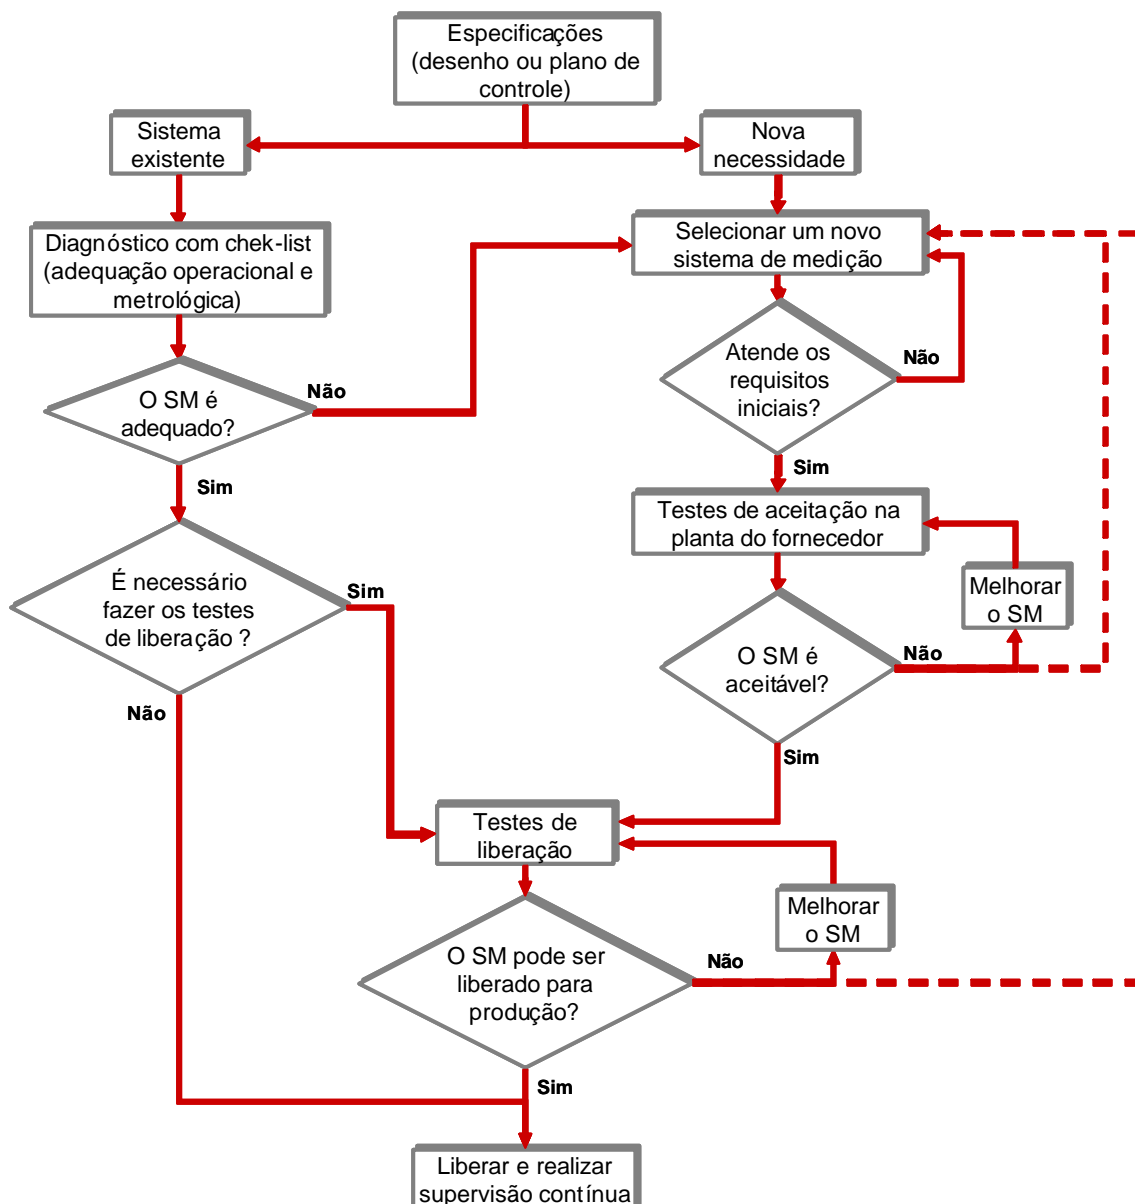 Especificações
(desenho ou plano de
controle)
Sistema
existente
Nova
necessidade
Diagnóstico com chek-list
(adequação operacional e
metrológica)
Selecionar um novo
sistema de medição
Atende os
requisitos
iniciais?
Não
O SM é
adequado?
Não
Sim
Sim
Testes de aceitação na
planta do fornecedor
É necessário
fazer os testes
de liberação ?
Sim
Não
Melhorar
o SM
O SM é
aceitável?
Não
Sim
Testes de
liberação
Melhorar
o SM
O SM pode ser
liberado para
produção?
Não
Sim
Liberar e realizar
supervisão contínua